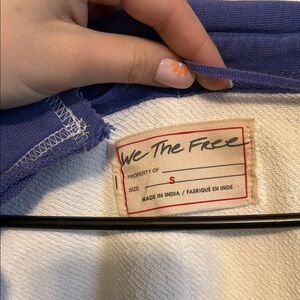 We The Free
PROPERTY OF
SIZE S
MADE IN INDIA / FABRIQUÉ EN INDE